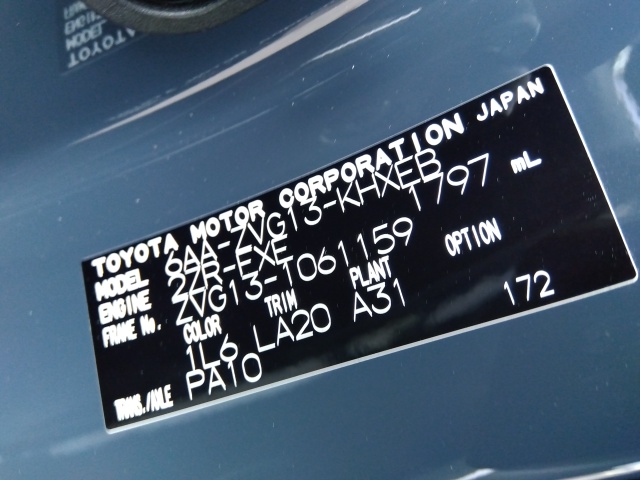 TOYOTA MOTOR CORPORATION JAPAN
MODEL 6AA-ZVG13-KHXEB
ENGINE 2ZR-FXE 1797 mL
FRAME No. ZVG13-1061159
COLOR TRIM PLANT OPTION
1L6 LA20 A31 172
TRANS./AXLE PA10